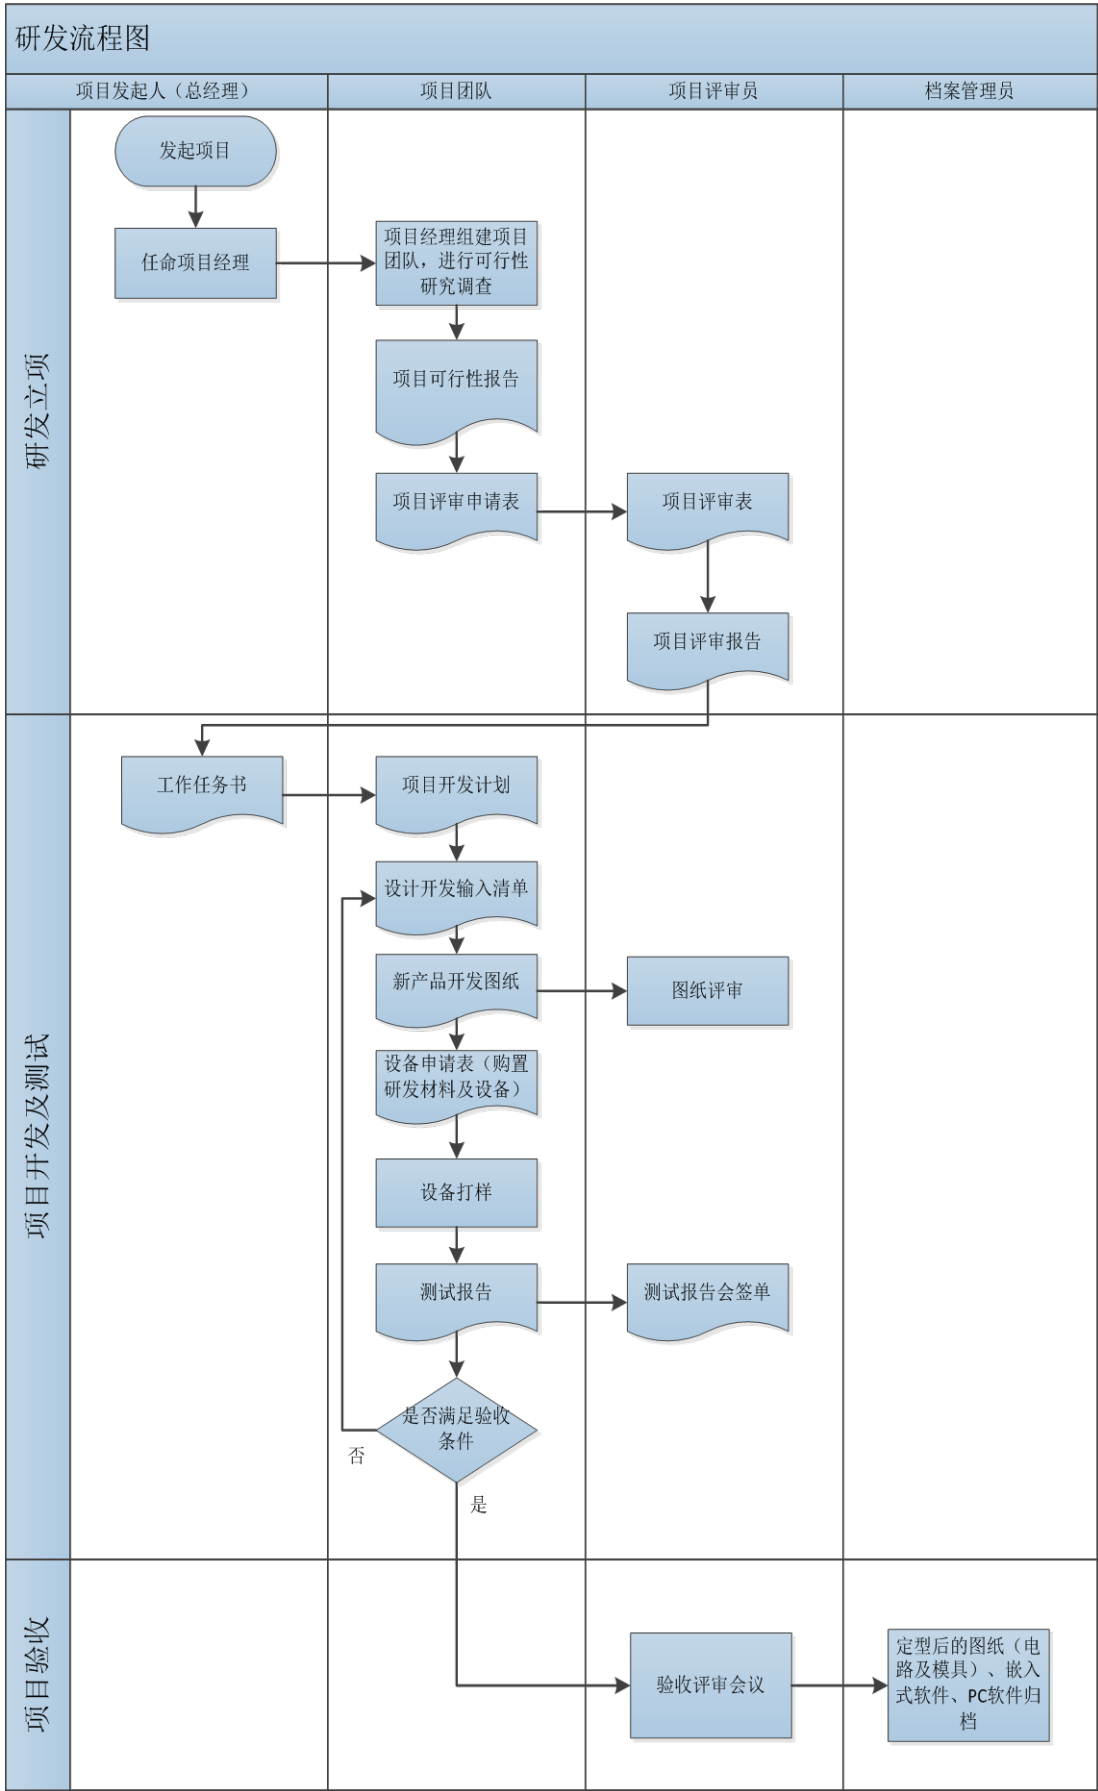 研发流程图
项目发起人（总经理）
项目团队
项目评审员
档案管理员
研发立项
发起项目
任命项目经理
项目经理组建项目
团队，进行可行性
研究调查
项目可行性报告
项目评审申请表
项目评审表
项目评审报告
项目开发及测试
工作任务书
项目开发计划
设计开发输入清单
新产品开发图纸
图纸评审
设备申请表（购置
研发材料及设备）
设备打样
测试报告
测试报告会签单
是否满足验收
条件
否
是
项目验收
验收评审会议
定型后的图纸（电
路及模具）、嵌入
式软件、PC软件归
档